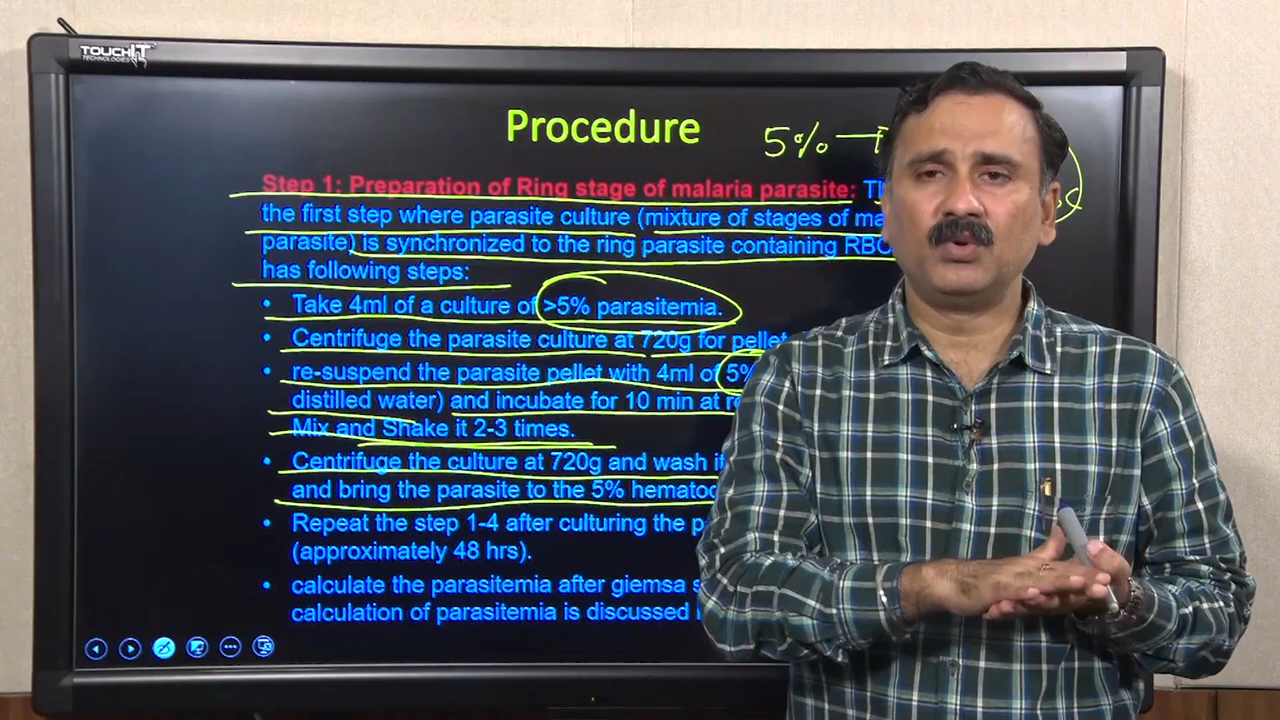 TOUCHIT
TECHNOLOGIES
Procedure
5% →
Step 1: Preparation of Ring stage of malaria parasite:
the first step where parasite culture (mixture of stages of
parasite) is synchronized to the ring parasite containing
has following steps:
• Take 4ml of a culture of >5% parasitemia.
• Centrifuge the parasite culture at 720g for pellet
• re-suspend the parasite pellet with 4ml of 5%
distilled water) and incubate for 10 min at
Mix and Shake it 2-3 times.
• Centrifuge the culture at 720g and wash it
and bring the parasite to the 5%
• Repeat the step 1-4 after culturing the
(approximately 48 hrs).
• calculate the parasitemia after giemsa
calculation of parasitemia is discussed